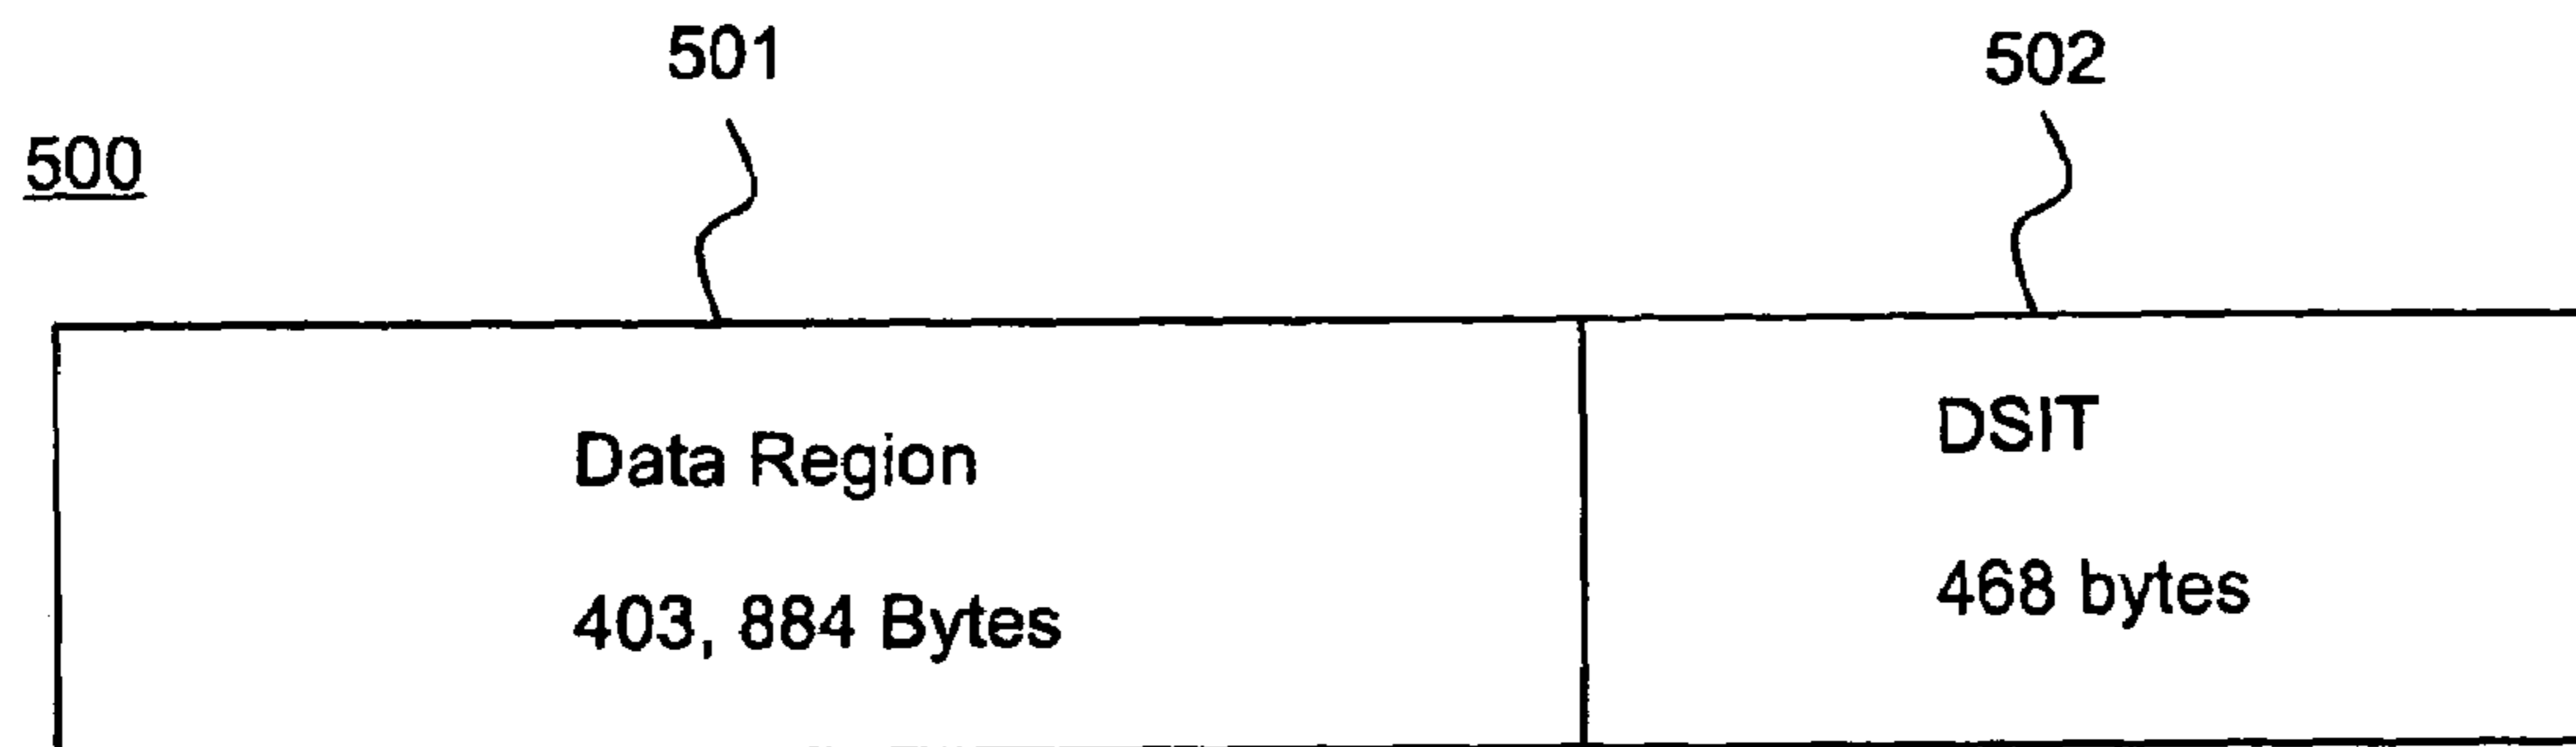 501
502
500
Data Region
403, 884 Bytes
DSIT
468 bytes